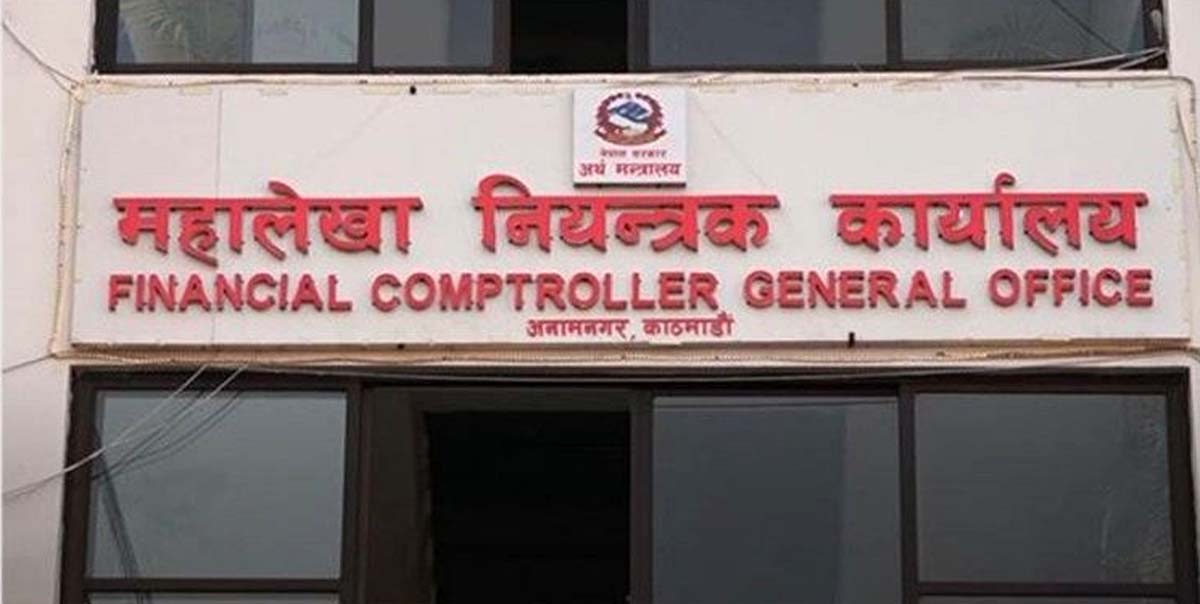 नेपाल सरकार
अर्थ मन्त्रालय
महालेखा नियन्त्रक कार्यालय
FINANCIAL COMPTROLLER GENERAL OFFICE
अनामनगर, काठमाडौं